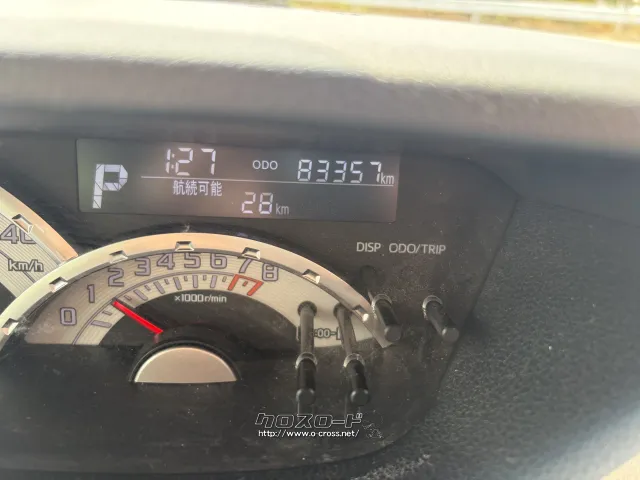 P 1:27 ODO 83357km
航続可能
28km
DISP ODO/TRIP
km/h
0 1 2 3 4 5 6 7 8
×1000r/min
クロスロード
http://www.o-cross.net/